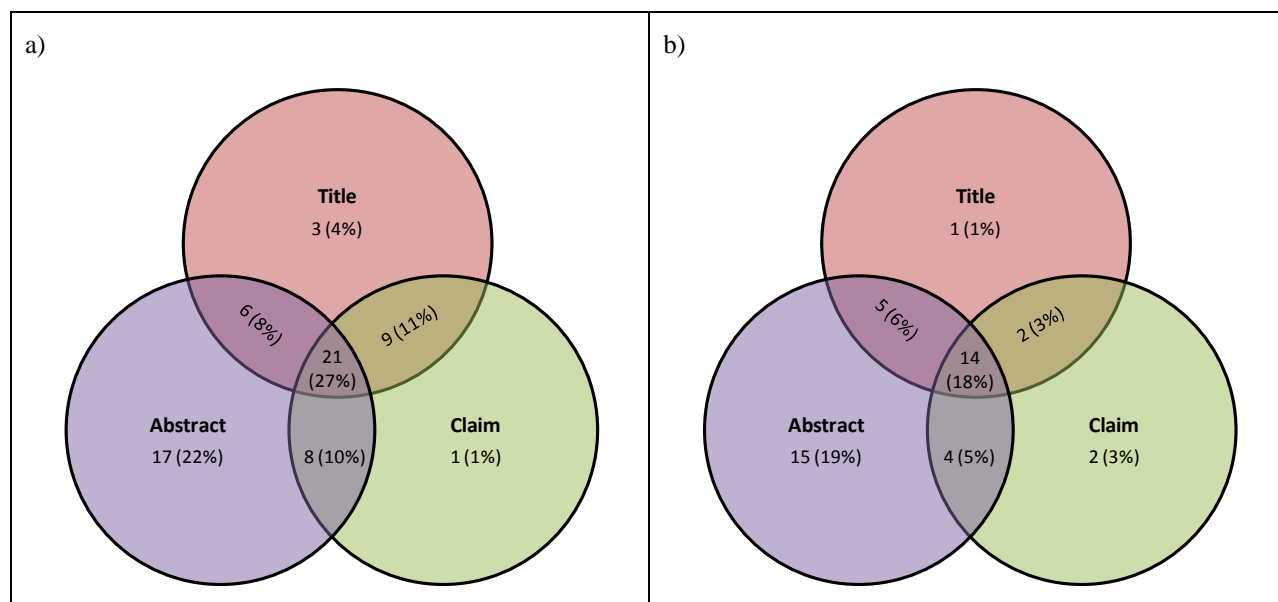 a)
Title
3 (4%)
6 (8%)
9 (11%)
21
(27%)
Abstract
17 (22%)
8 (10%)
Claim
1 (1%)
b)
Title
1 (1%)
5 (6%)
2 (3%)
14
(18%)
Abstract
15 (19%)
4 (5%)
Claim
2 (3%)